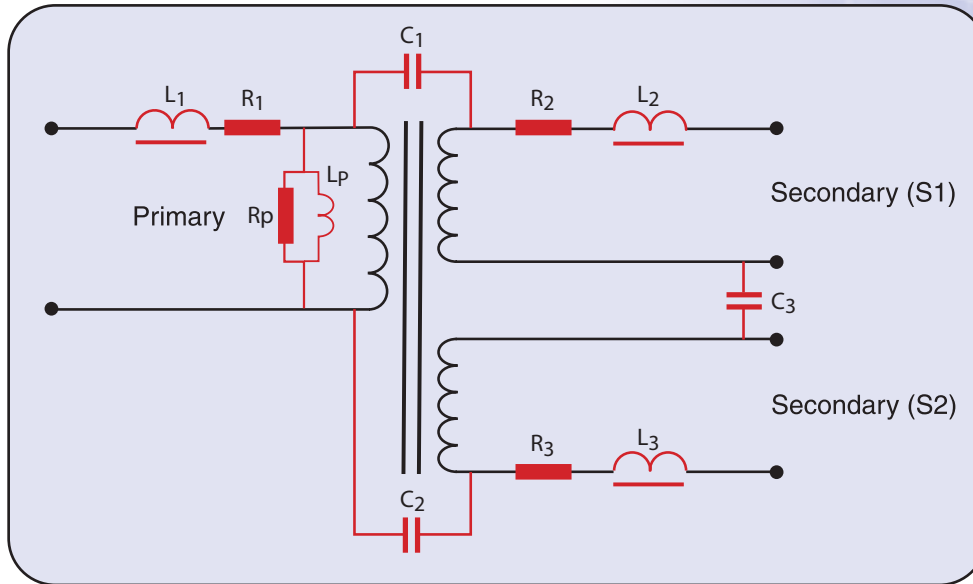 C1
L1
R1
R2
L2
LP
Rp
Primary
Secondary (S1)
C3
Secondary (S2)
R3
L3
C2